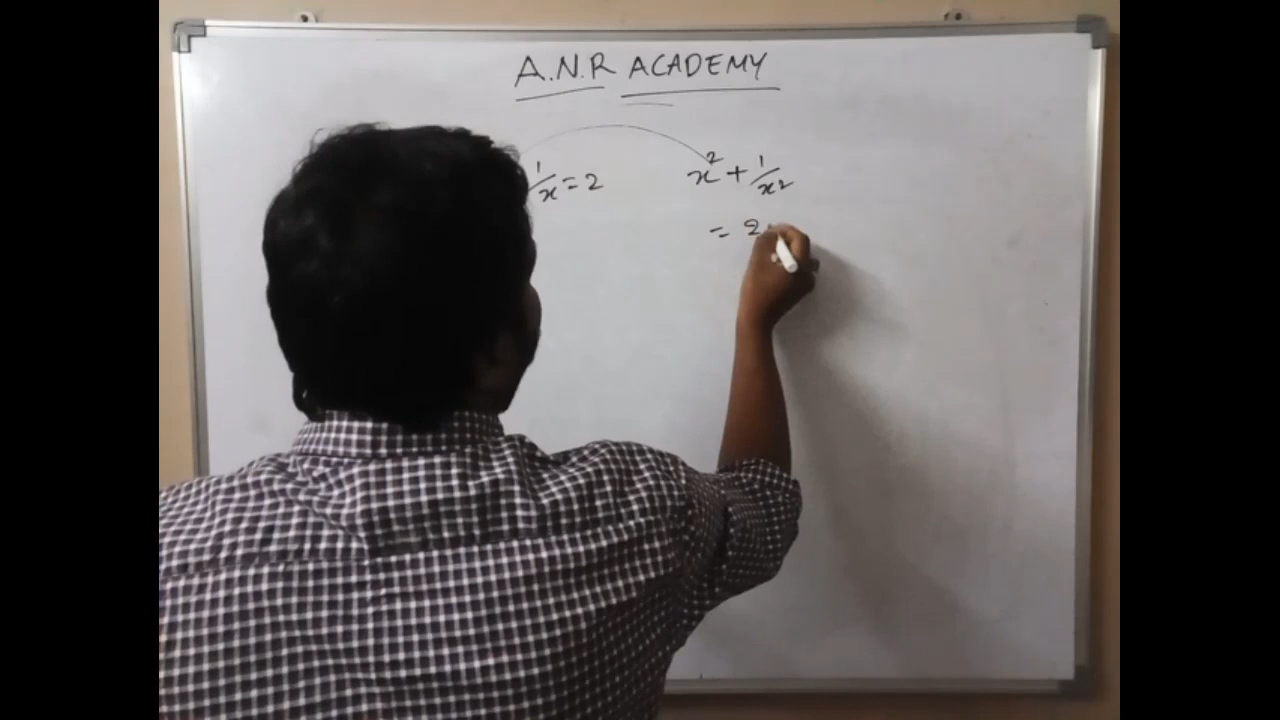 A.N.R ACADEMY
1/x = 2 x² + 1/x²
= 2